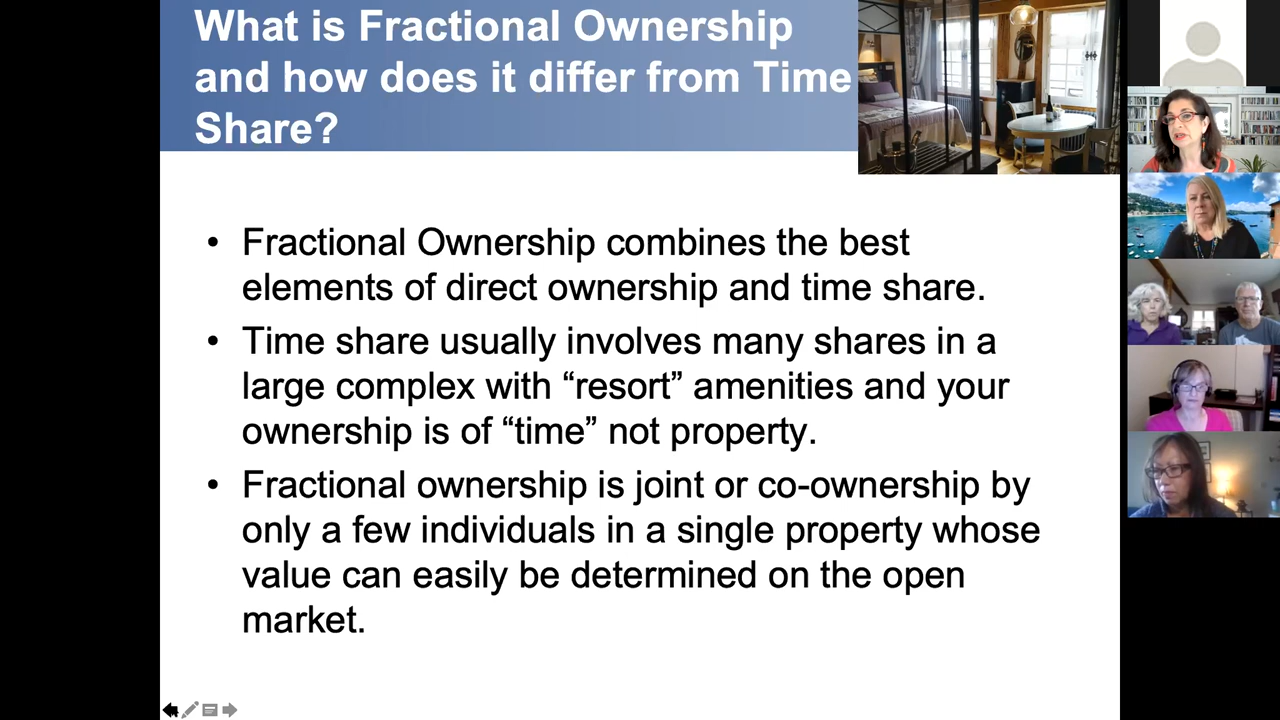 What is Fractional Ownership
and how does it differ from Time
Share?
• Fractional Ownership combines the best
elements of direct ownership and time share.
• Time share usually involves many shares in a
large complex with “resort” amenities and your
ownership is of “time” not property.
• Fractional ownership is joint or co-ownership by
only a few individuals in a single property whose
value can easily be determined on the open
market.